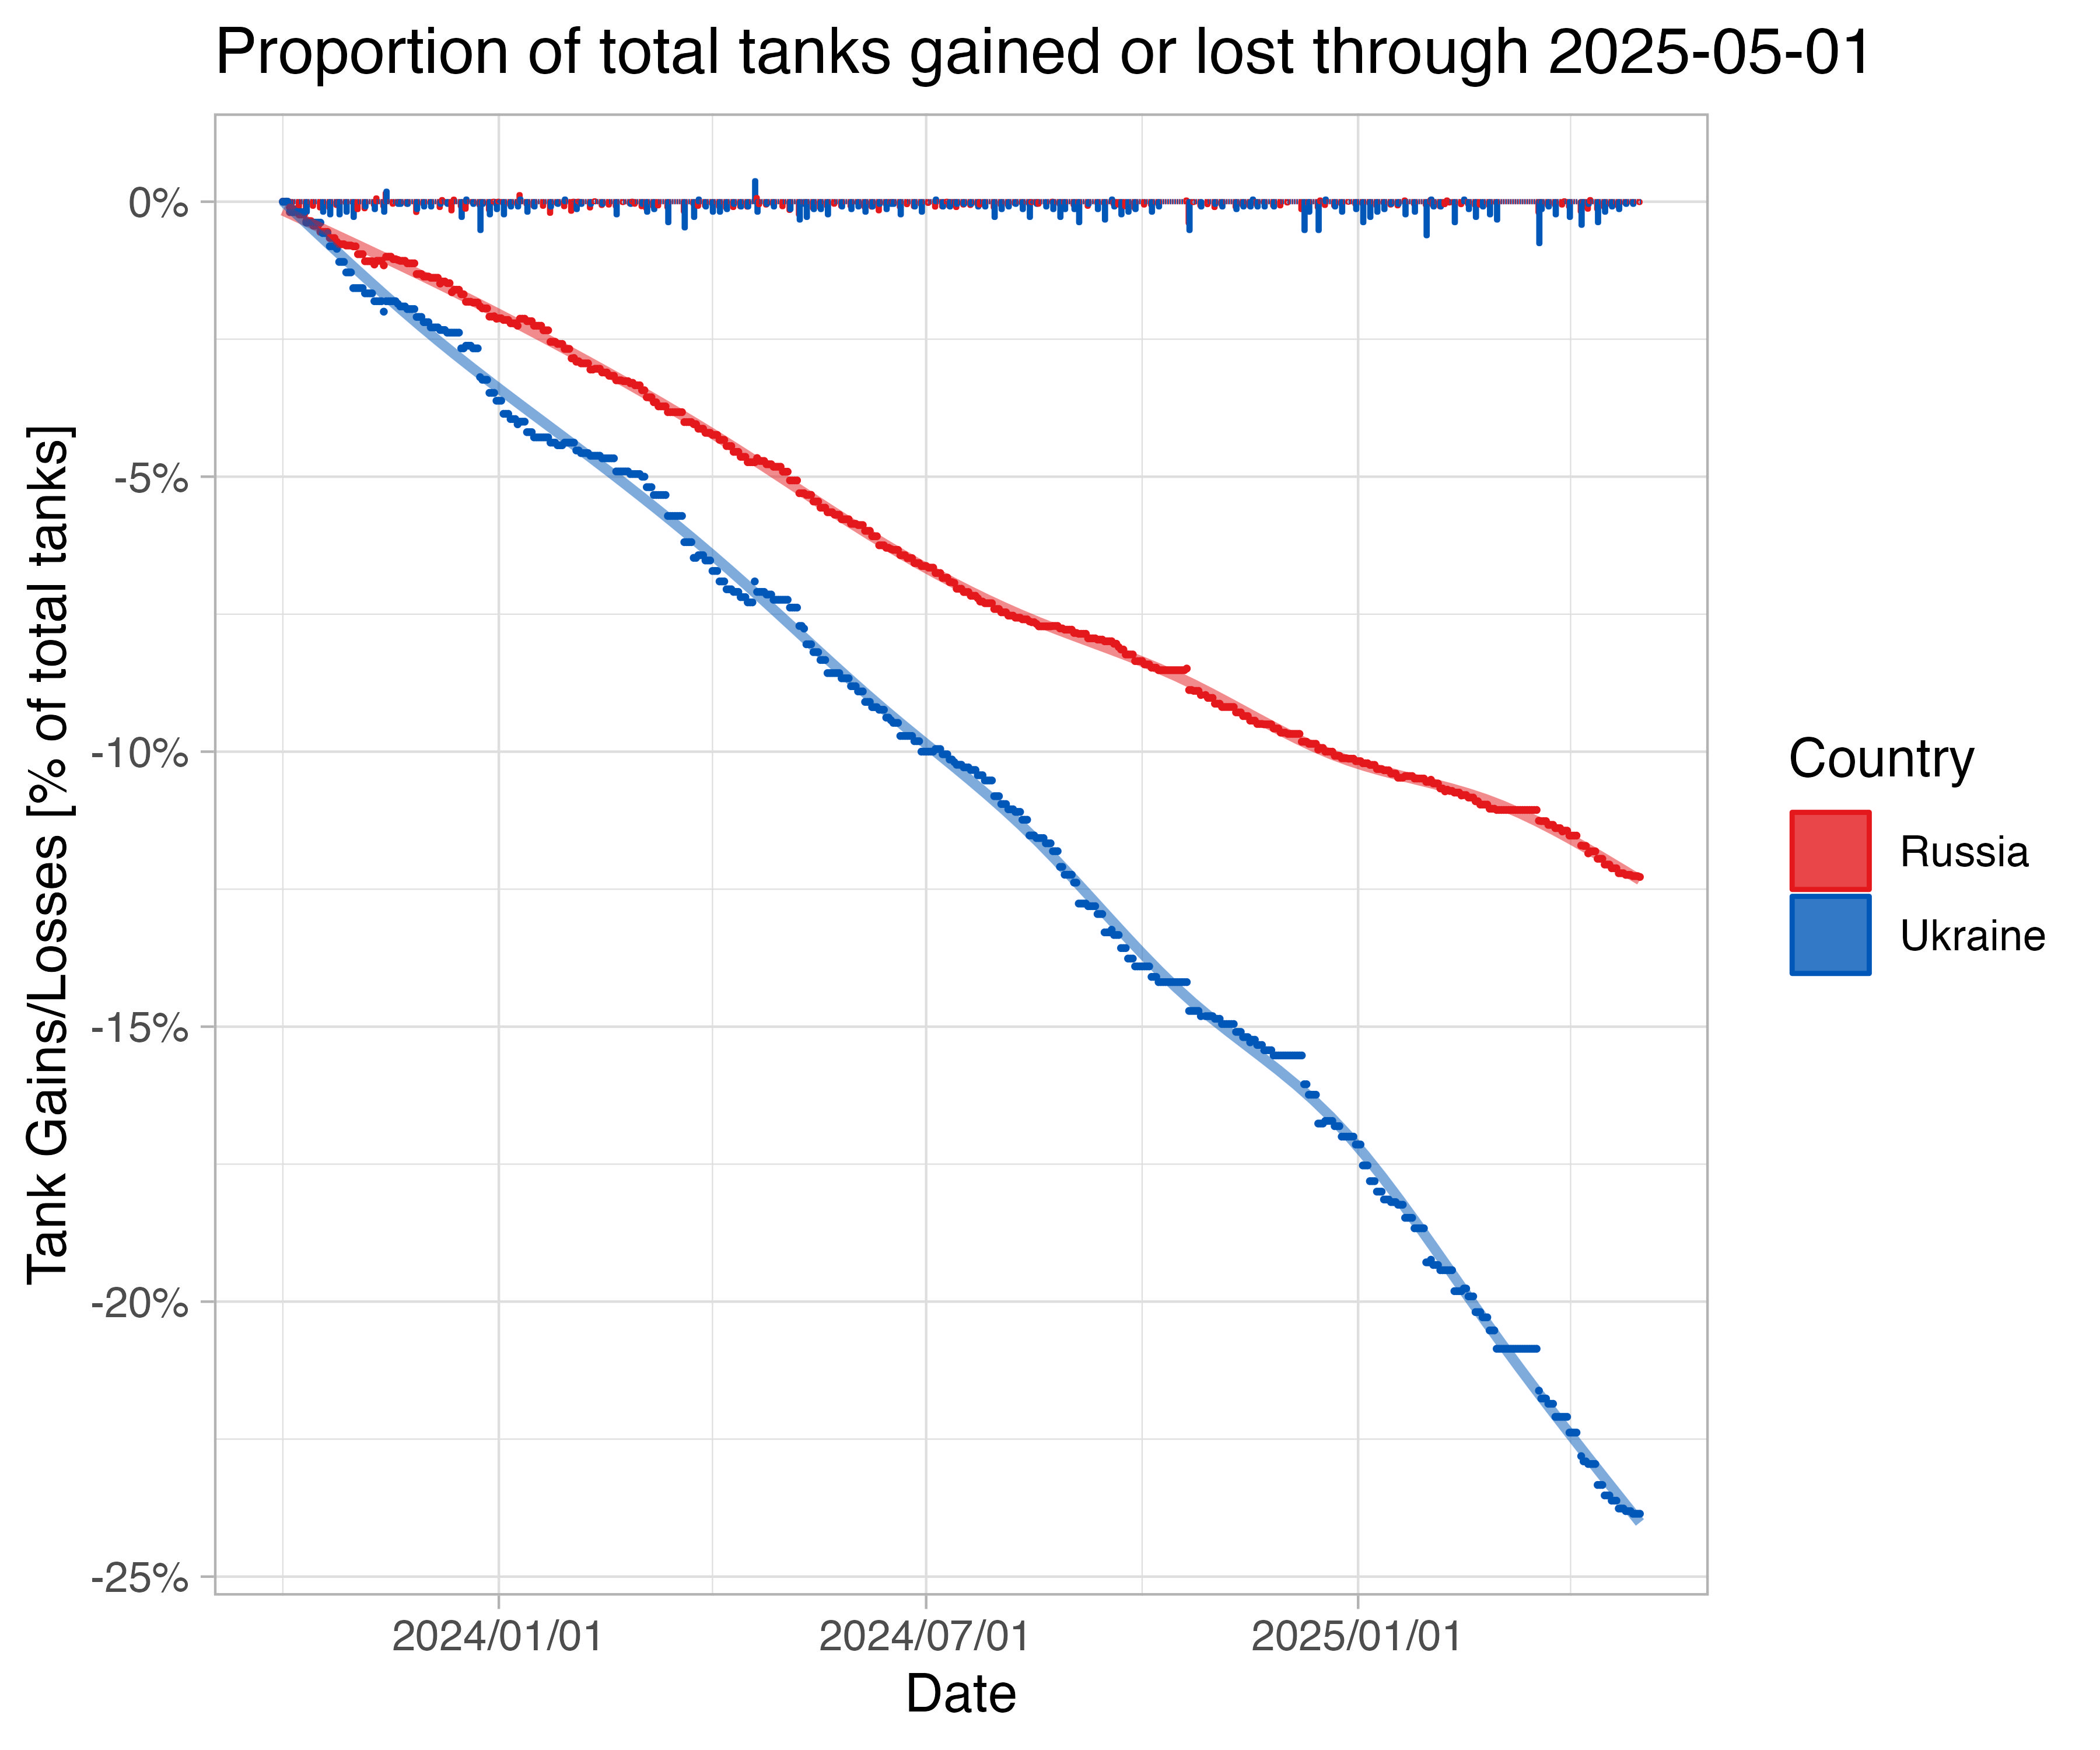 Proportion of total tanks gained or lost through 2025-05-01
Tank Gains/Losses [% of total tanks]
0%
-5%
-10%
-15%
-20%
-25%
2024/01/01
2024/07/01
2025/01/01
Date
Country
Russia
Ukraine